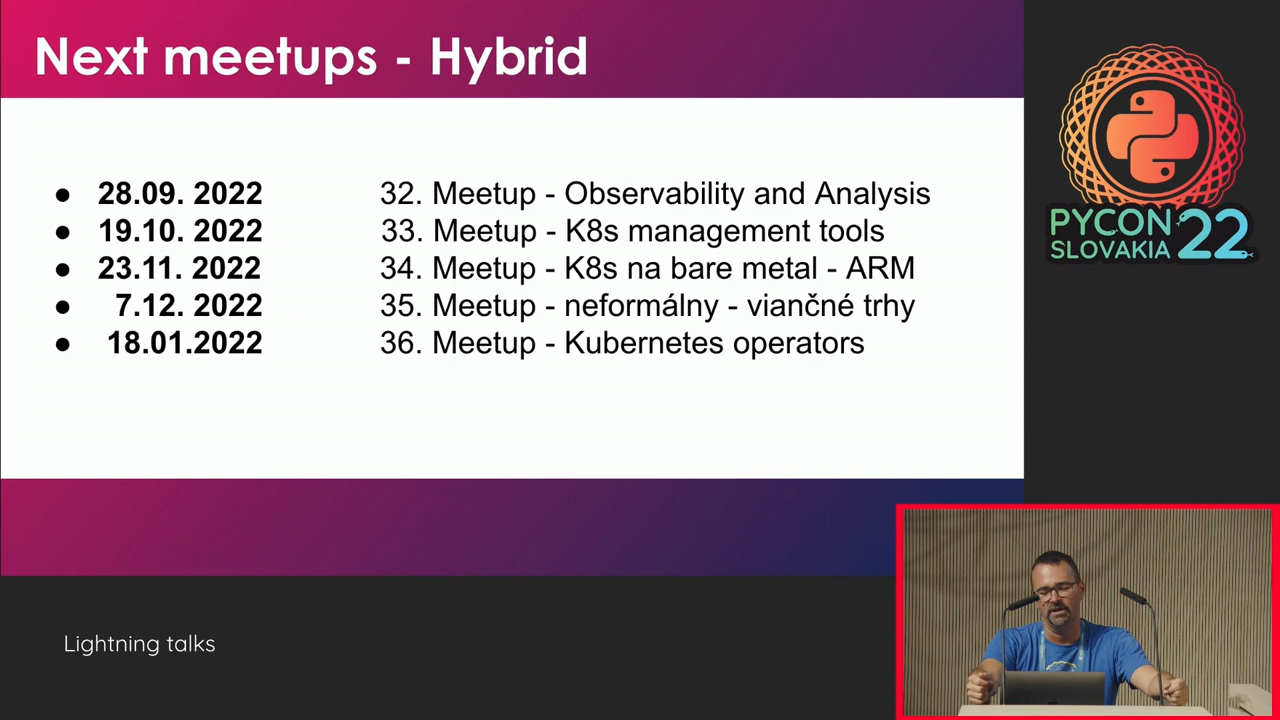 Next meetups - Hybrid
● 28.09. 2022 32. Meetup - Observability and Analysis
● 19.10. 2022 33. Meetup - K8s management tools
● 23.11. 2022 34. Meetup - K8s na bare metal - ARM
● 7.12. 2022 35. Meetup - neformálny - viančné trhy
● 18.01.2022 36. Meetup - Kubernetes operators
PYCON
SLOVAKIA 22
Lightning talks